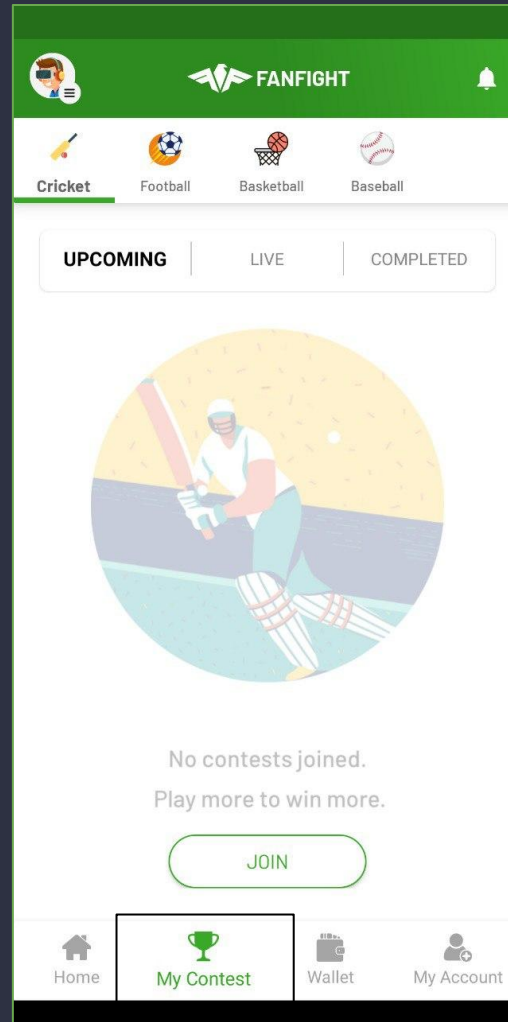 FANFIGHT
Cricket Football Basketball Baseball
UPCOMING LIVE COMPLETED
No contests joined.
Play more to win more.
JOIN
Home My Contest Wallet My Account